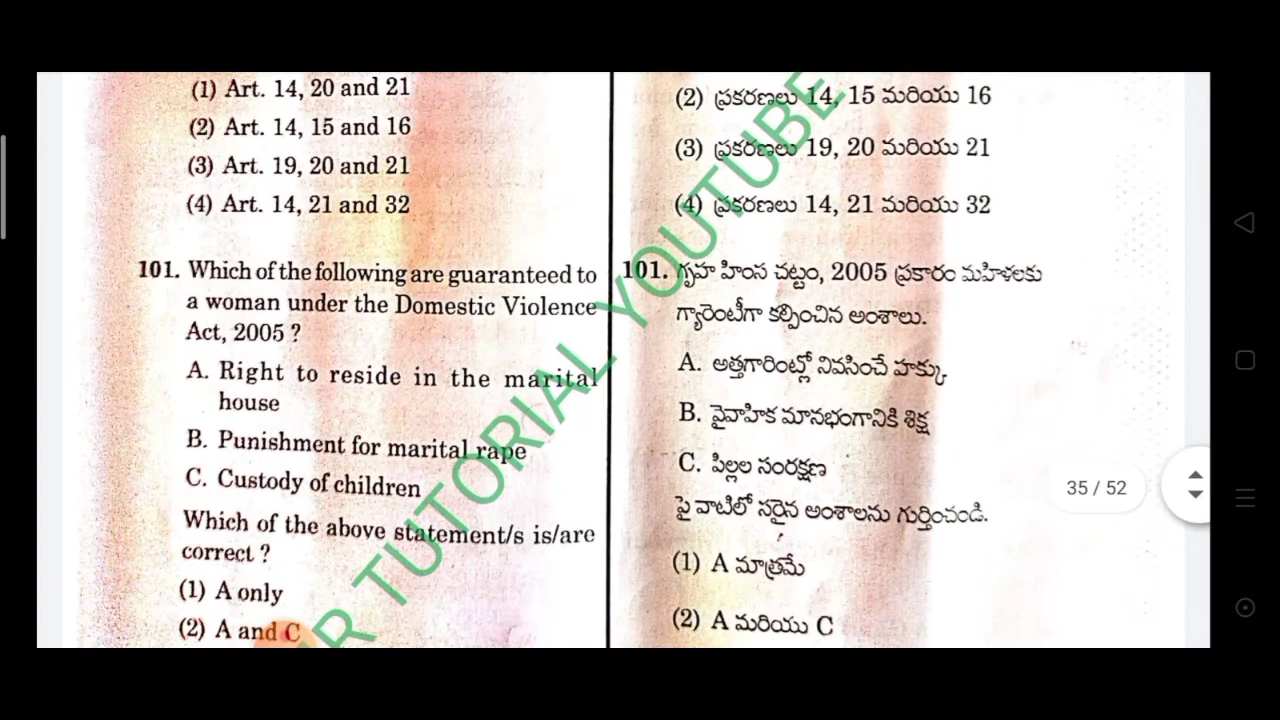 (1) Art. 14, 20 and 21
(2) Art. 14, 15 and 16
(3) Art. 19, 20 and 21
(4) Art. 14, 21 and 32
101. Which of the following are guaranteed to
a woman under the Domestic Violence
Act, 2005 ?
A. Right to reside in the marital
house
B. Punishment for marital rape
C. Custody of children
Which of the above statement/s is/are
correct ?
(1) A only
(2) A and C
(2) ప్రకరణలు 14, 15 మరియు 16
(3) ప్రకరణలు 19, 20 మరియు 21
(4) ప్రకరణలు 14, 21 మరియు 32
101. గృహ హింస చట్టం, 2005 ప్రకారం మహిళలకు
గ్యారెంటీగా కల్పించిన అంశాలు.
A. అత్తగారింట్లో నివసించే హక్కు
B. వైవాహిక మానభంగానికి శిక్ష
C. పిల్లల సంరక్షణ
పై వాటిలో సరైన అంశాలను గుర్తించండి.
(1) A మాత్రమే
(2) A మరియు C
R TUTORIAL YOUTUBE
35 / 52